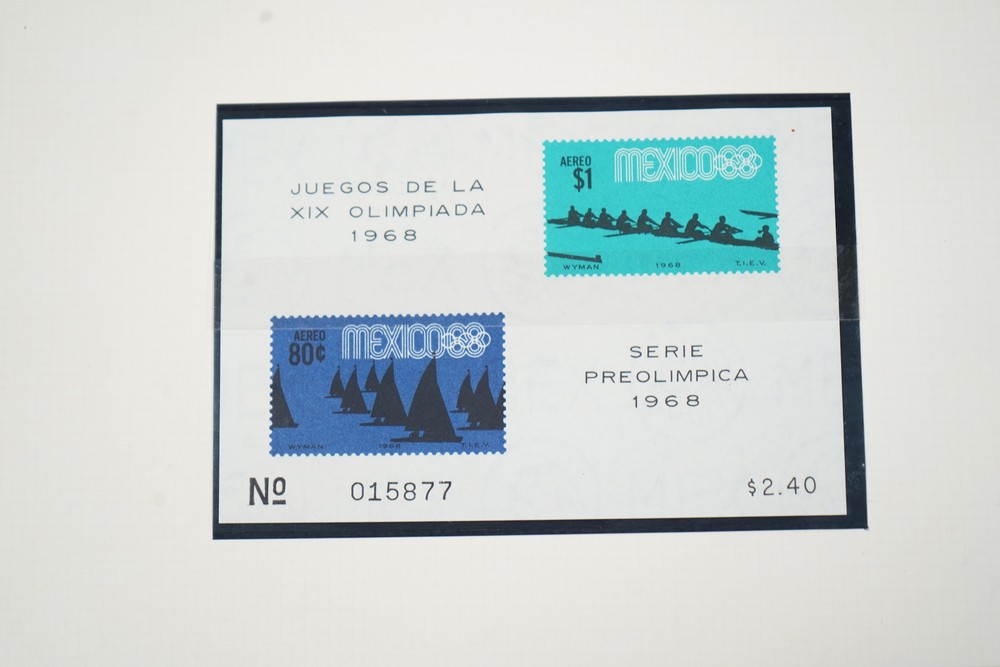 JUEGOS DE LA
XIX OLIMPIADA
1968
AEREO
$1
MEXICO68
WYMAN 1968 T.I.E.V.
AEREO
80¢
MEXICO68
WYMAN 1968 T.I.E.V.
SERIE
PREOLIMPICA
1968
Nº 015877
$2.40